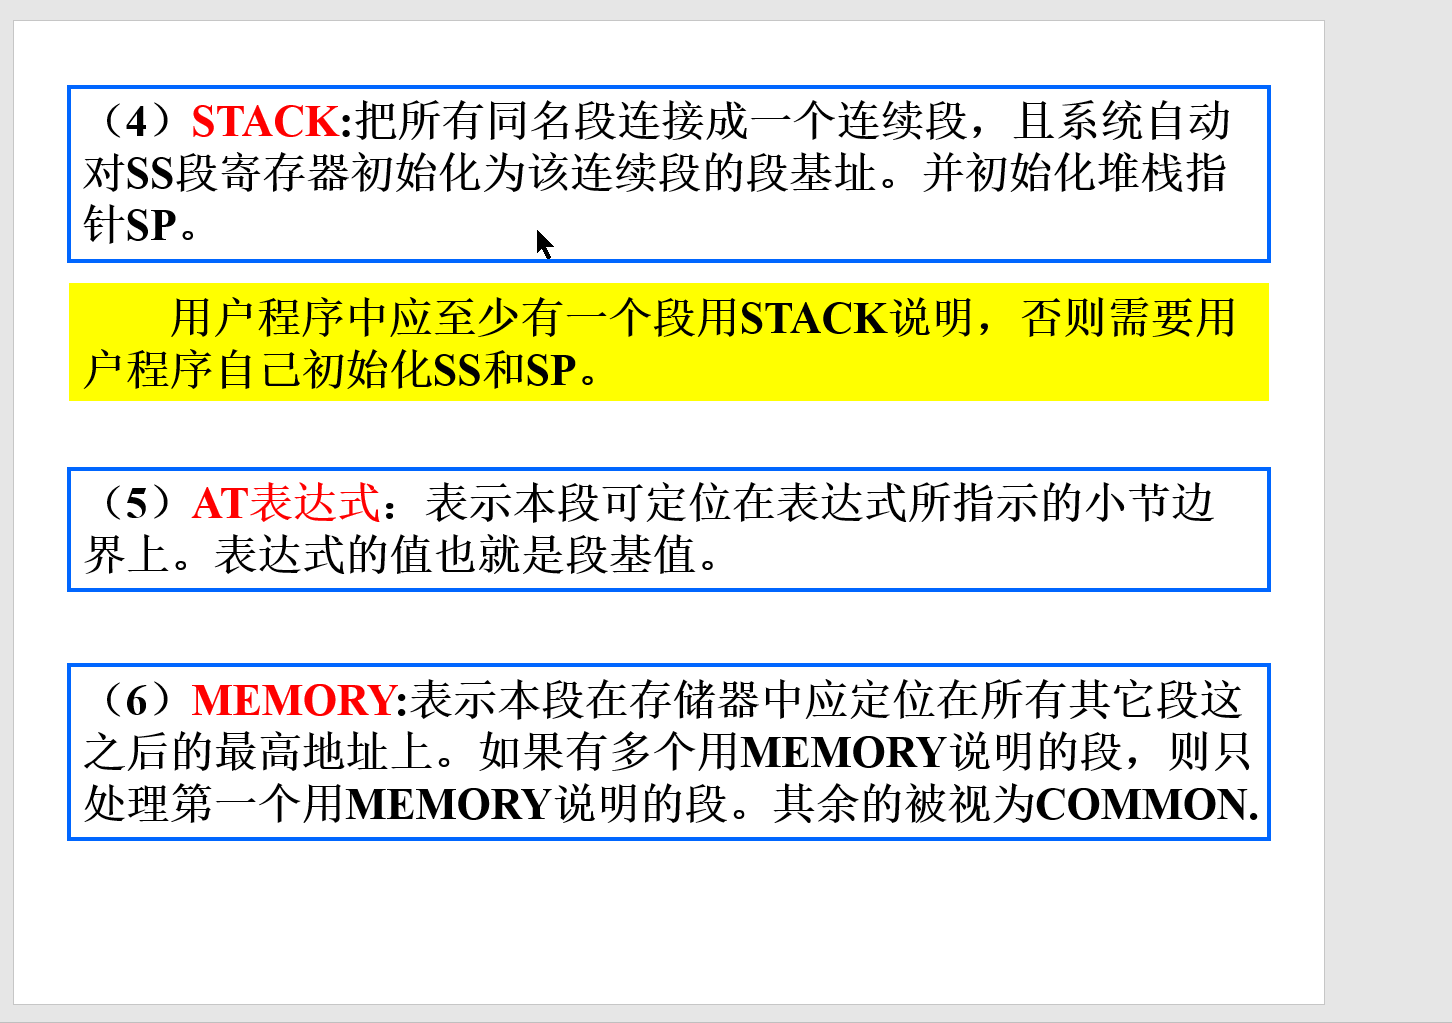 （4）STACK:把所有同名段连接成一个连续段，且系统自动
对SS段寄存器初始化为该连续段的段基址。并初始化堆栈指
针SP。
用户程序中应至少有一个段用STACK说明，否则需要用
户程序自己初始化SS和SP。
（5）AT表达式：表示本段可定位在表达式所指示的小节边
界上。表达式的值也就是段基值。
（6）MEMORY:表示本段在存储器中应定位在所有其它段这
之后的最高地址上。如果有多个用MEMORY说明的段，则只
处理第一个用MEMORY说明的段。其余的被视为COMMON.